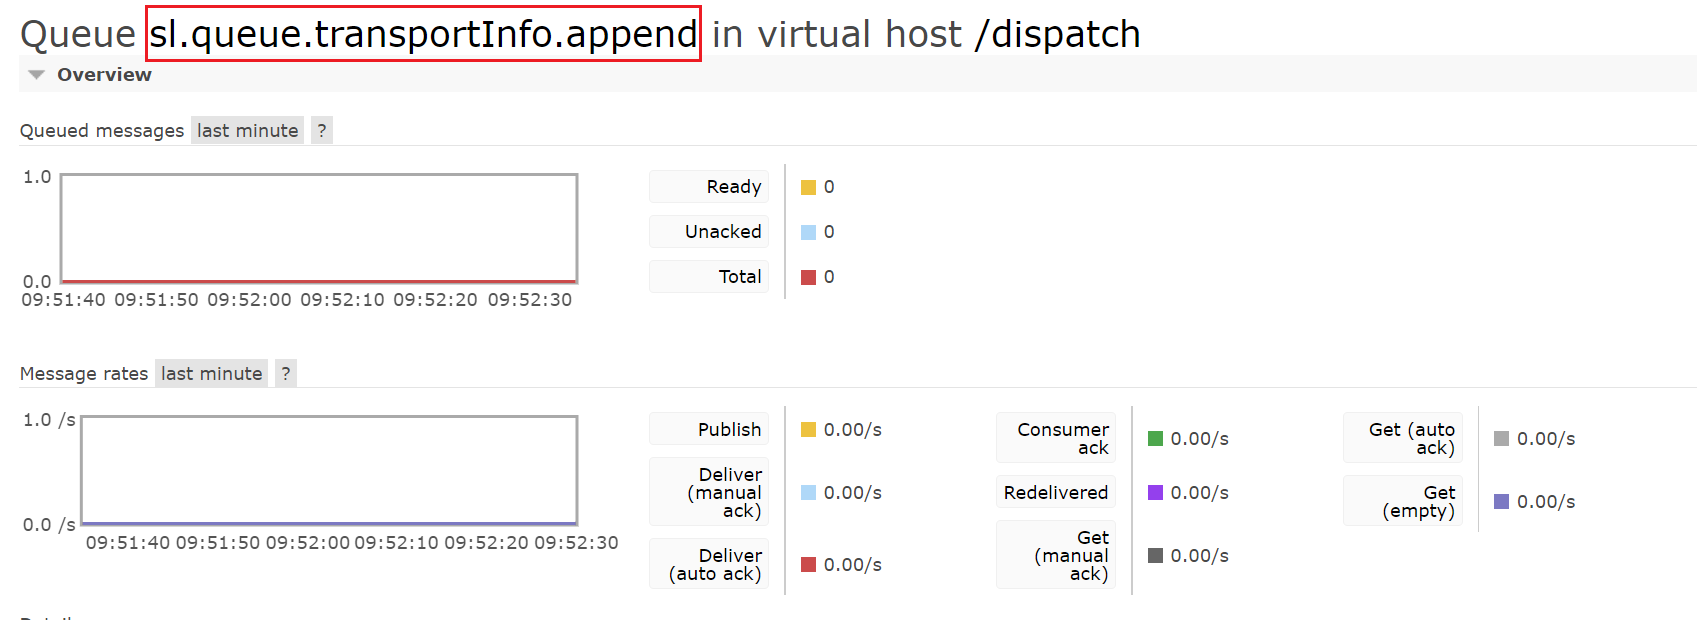 Queue sl.queue.transportInfo.append in virtual host /dispatch
Overview
Queued messages last minute ?
1.0
0.0
09:51:40 09:51:50 09:52:00 09:52:10 09:52:20 09:52:30
Ready 0
Unacked 0
Total 0
Message rates last minute ?
1.0 /s
0.0 /s
09:51:40 09:51:50 09:52:00 09:52:10 09:52:20 09:52:30
Publish 0.00/s
Deliver
(manual
ack)
0.00/s
Deliver
(auto ack)
0.00/s
Consumer
ack
0.00/s
Redelivered 0.00/s
Get
(manual
ack)
0.00/s
Get (auto
ack)
0.00/s
Get
(empty)
0.00/s